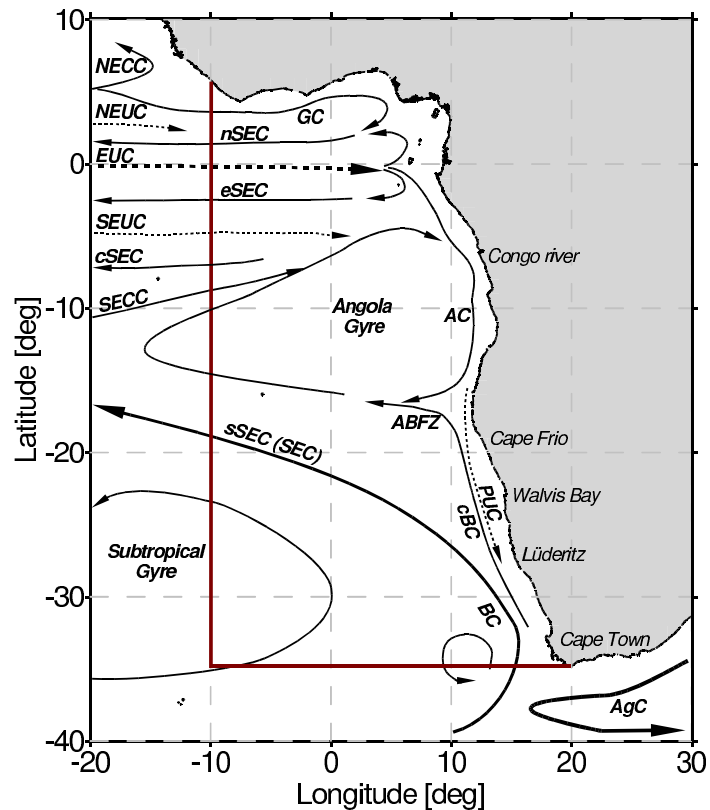 10
NECC
NEUC
GC
nSEC
0
EUC
eSEC
SEUC
Congo river
cSEC
SECC
-10
Angola
Gyre
AC
Latitude [deg]
ABFZ
sSEC (SEC)
Cape Frio
-20
PUC
Walvis Bay
cBC
Subtropical
Gyre
Lüderitz
-30
BC
Cape Town
AgC
-40
-20
-10
0
10
20
30
Longitude [deg]